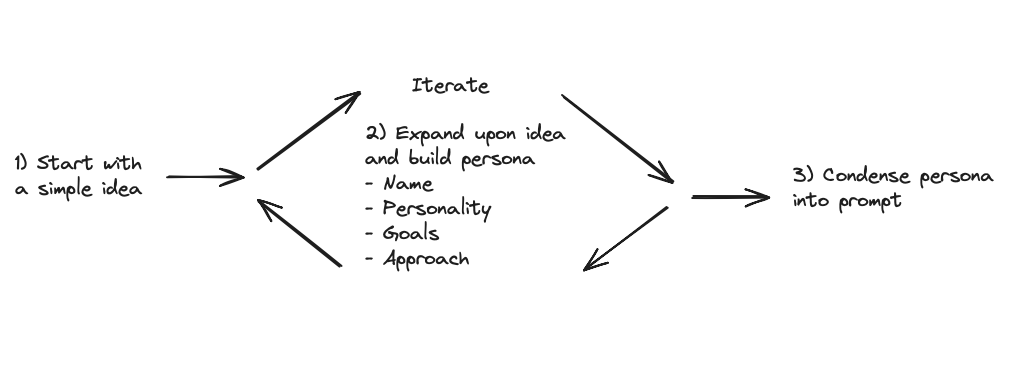 1) Start with
a simple idea
Iterate
2) Expand upon idea
and build persona
- Name
- Personality
- Goals
- Approach
3) Condense persona
into prompt